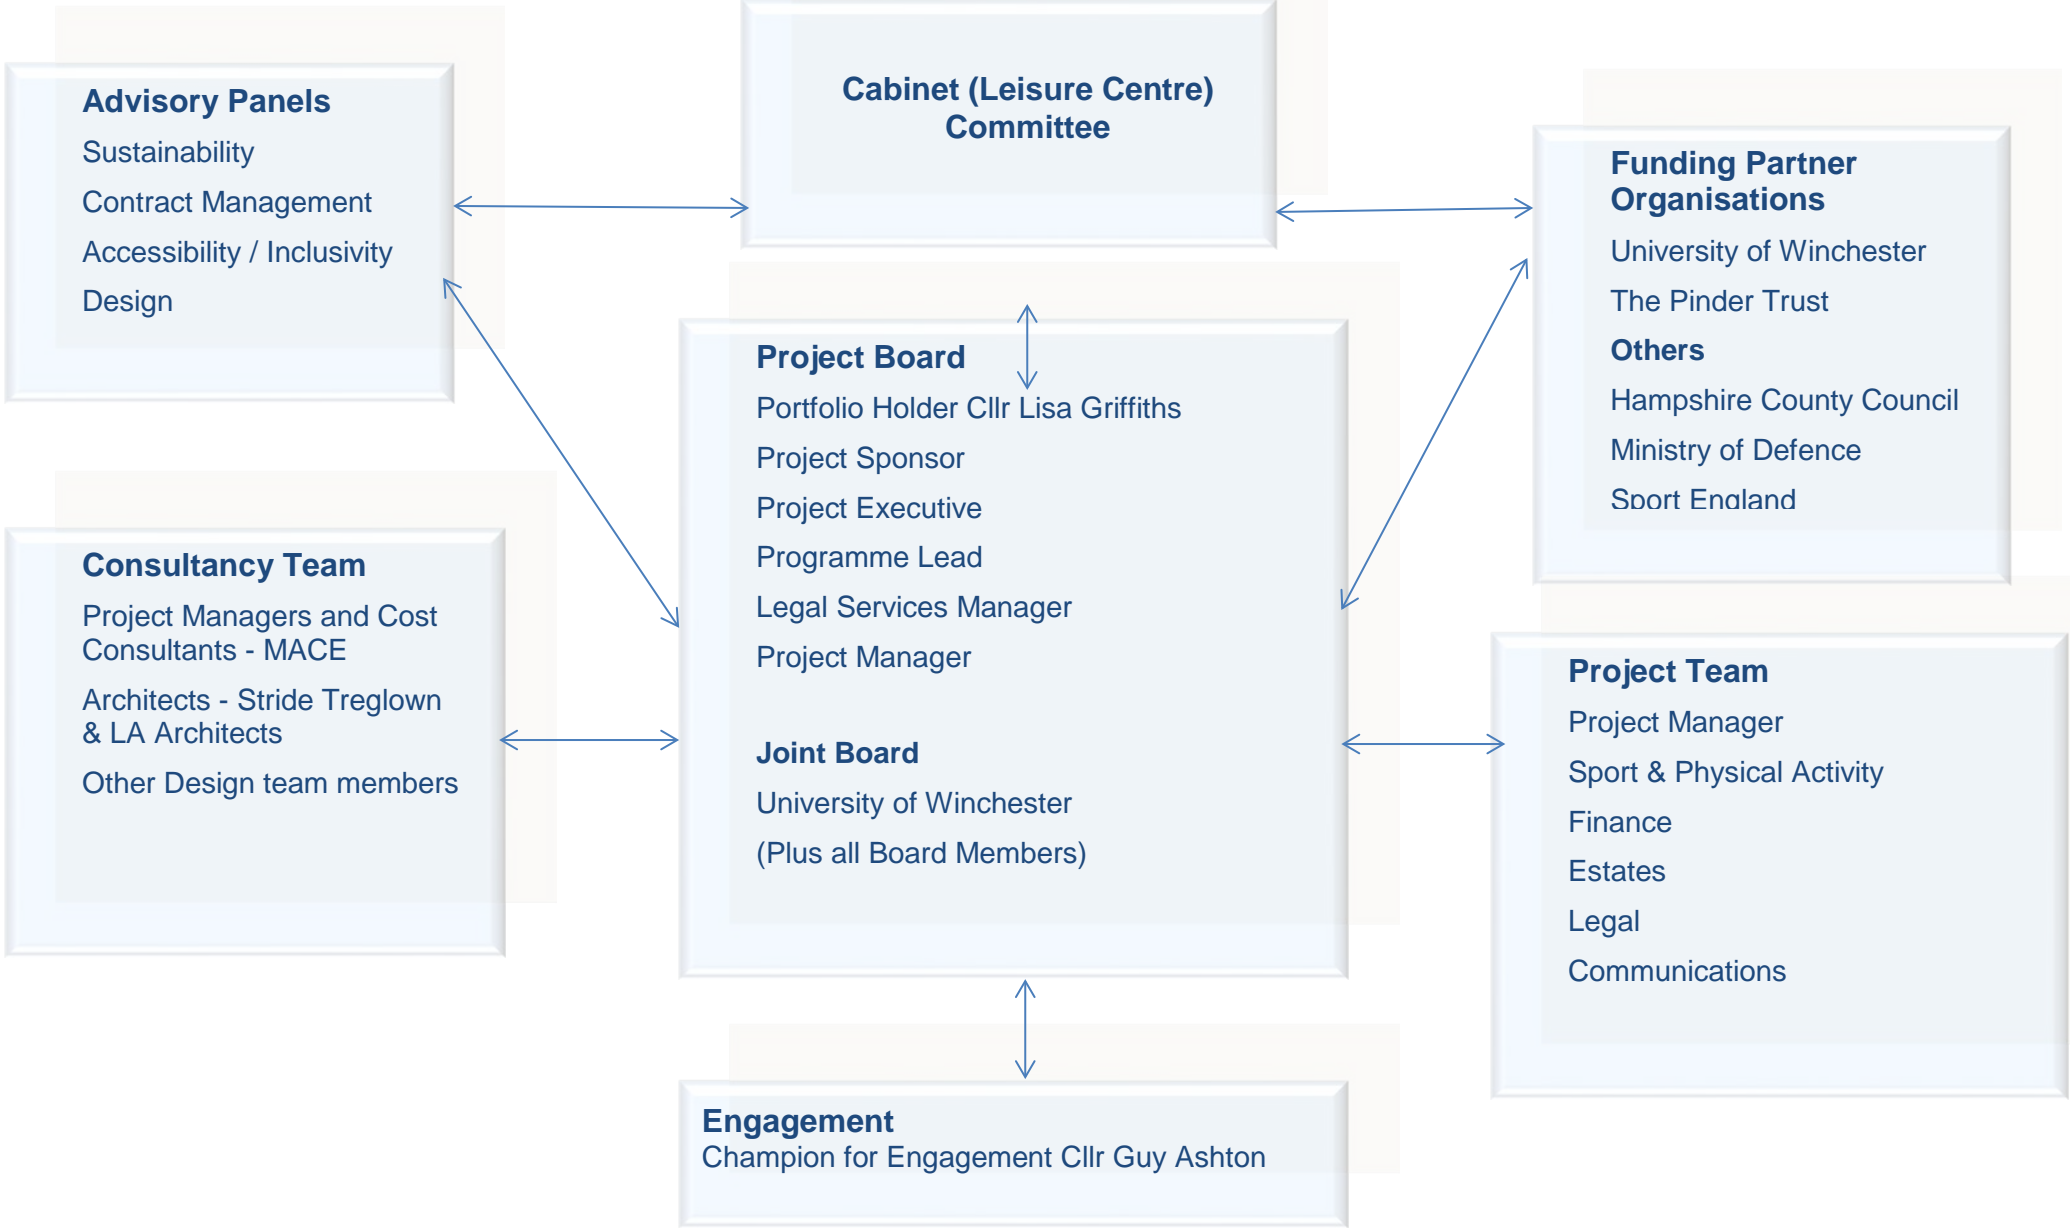 Advisory Panels
Sustainability
Contract Management
Accessibility / Inclusivity
Design
Cabinet (Leisure Centre)
Committee
Funding Partner
Organisations
University of Winchester
The Pinder Trust
Others
Hampshire County Council
Ministry of Defence
Sport England
Consultancy Team
Project Managers and Cost
Consultants - MACE
Architects - Stride Treglown
& LA Architects
Other Design team members
Project Board
Portfolio Holder Cllr Lisa Griffiths
Project Sponsor
Project Executive
Programme Lead
Legal Services Manager
Project Manager
Joint Board
University of Winchester
(Plus all Board Members)
Project Team
Project Manager
Sport & Physical Activity
Finance
Estates
Legal
Communications
Engagement
Champion for Engagement Cllr Guy Ashton